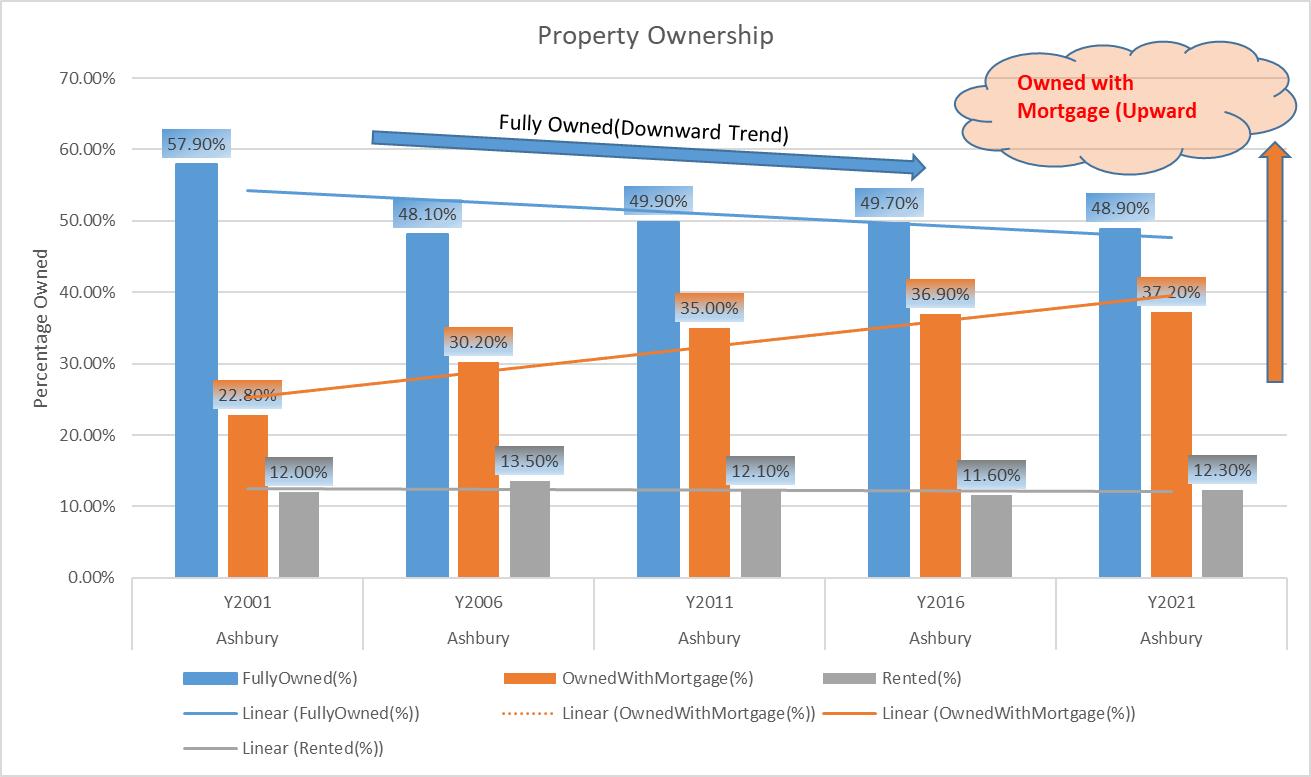 Property Ownership
Owned with
Mortgage (Upward
Fully Owned(Downward Trend)
Percentage Owned
70.00%
60.00%
50.00%
40.00%
30.00%
20.00%
10.00%
0.00%
57.90%
22.80%
12.00%
48.10%
30.20%
13.50%
49.90%
35.00%
12.10%
49.70%
36.90%
11.60%
48.90%
37.20%
12.30%
Y2001 Y2006 Y2011 Y2016 Y2021
Ashbury Ashbury Ashbury Ashbury Ashbury
FullyOwned(%) OwnedWithMortgage(%) Rented(%)
Linear (FullyOwned(%)) Linear (OwnedWithMortgage(%)) Linear (OwnedWithMortgage(%))
Linear (Rented(%))